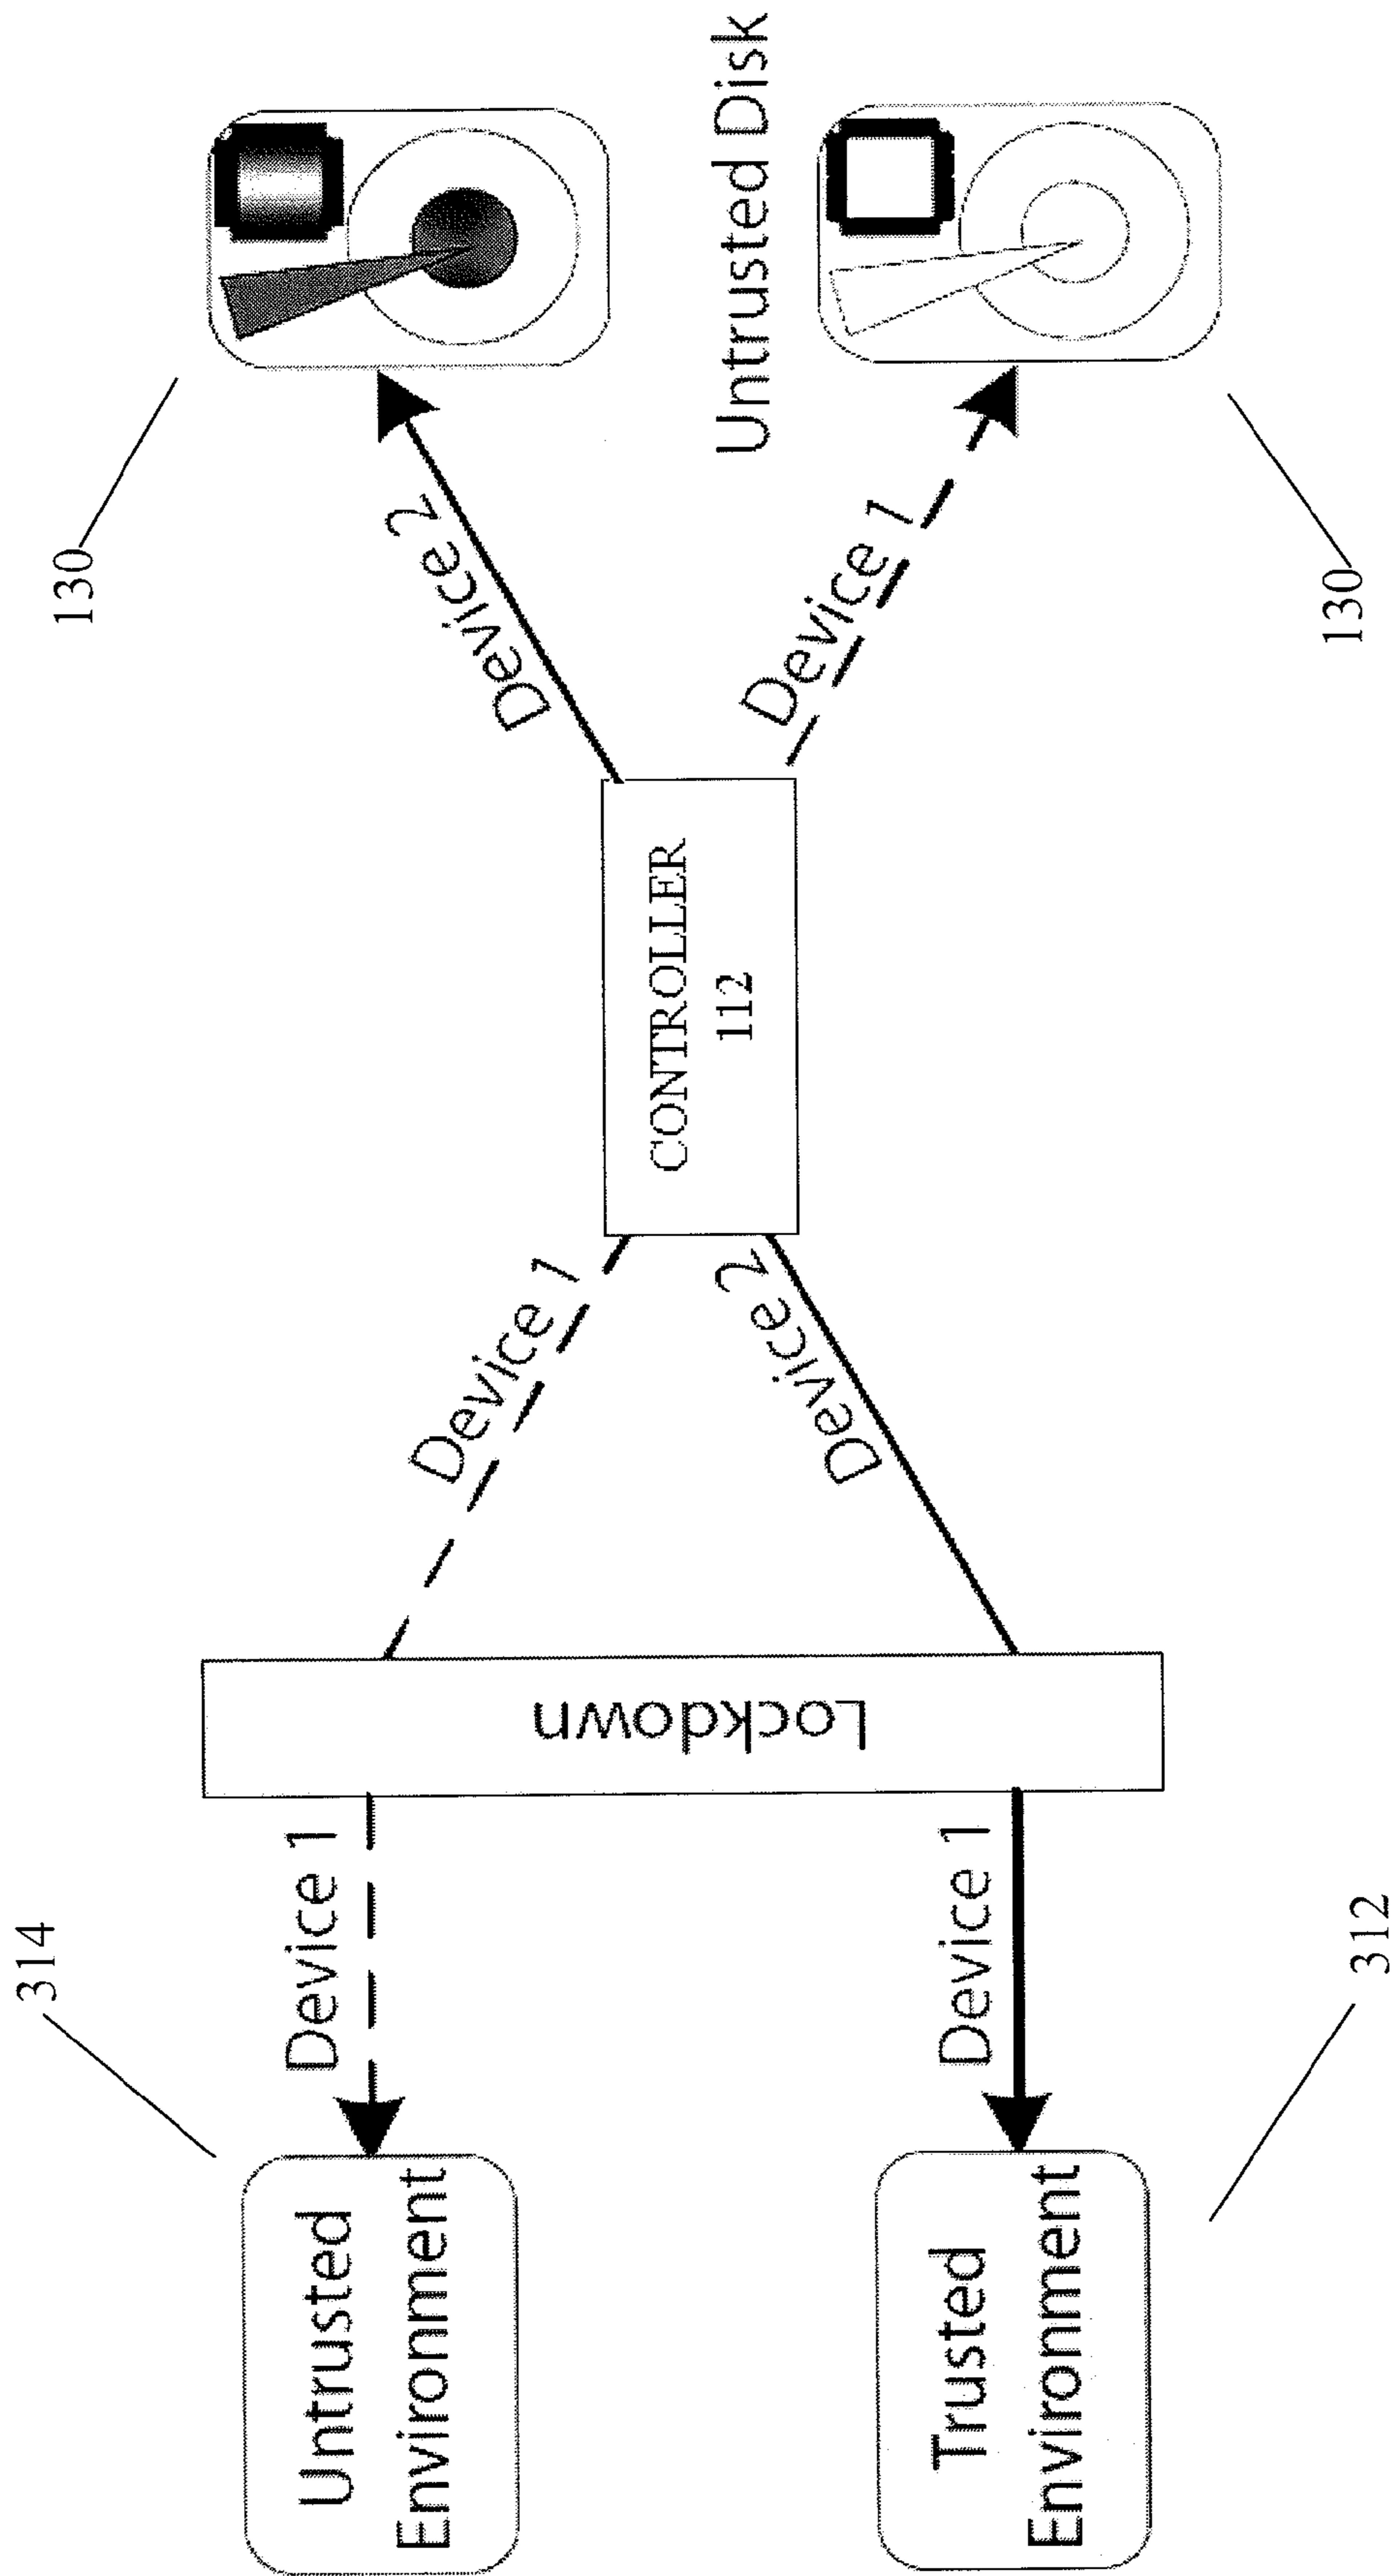 314
Untrusted
Environment
Device 1
Device 1
Device 2
130
Lockdown
CONTROLLER
112
Untrusted Disk
Trusted
Environment
Device 1
Device 2
Device 1
312
130